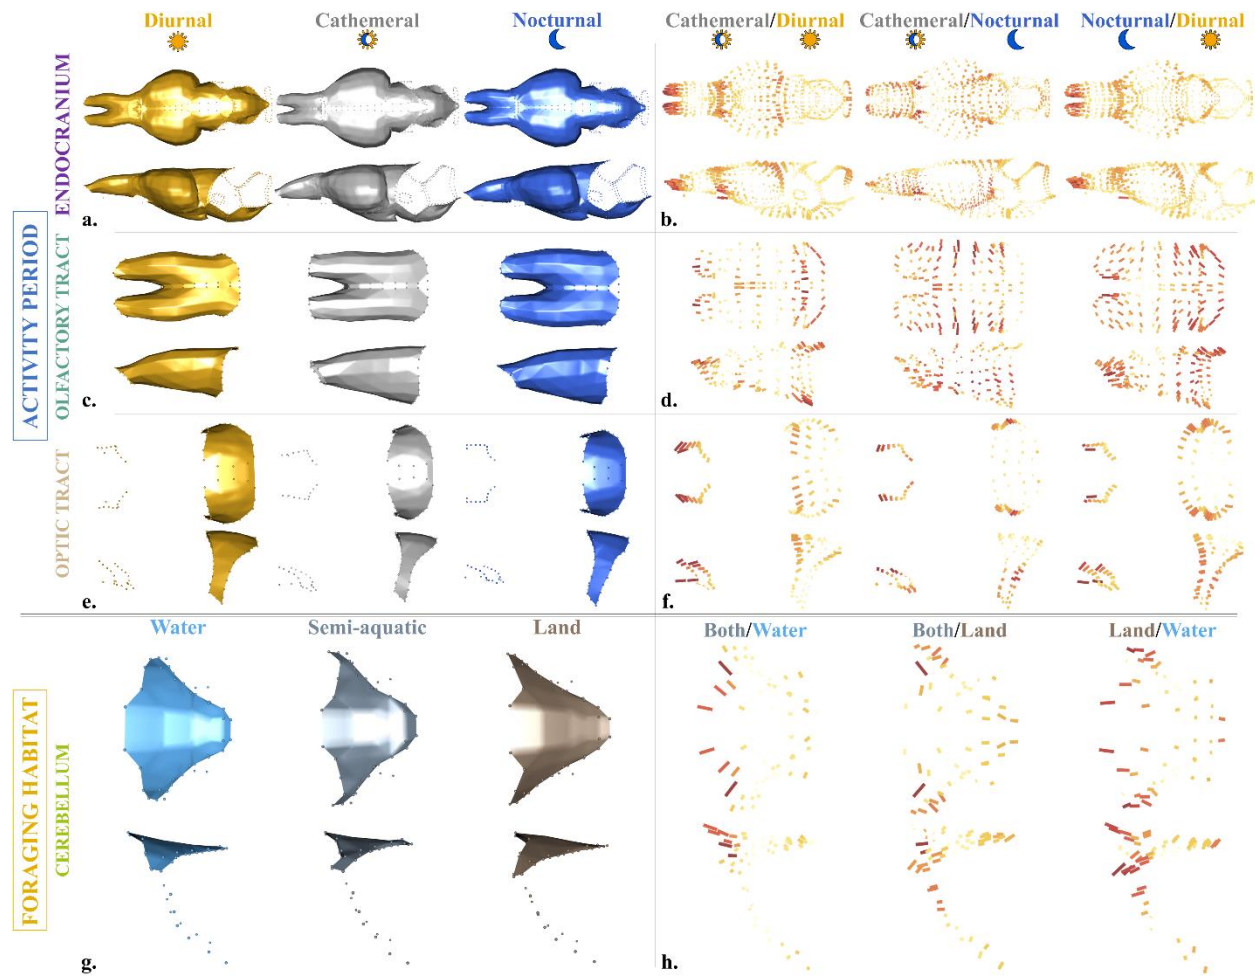 Diurnal
Cathemeral
Nocturnal
Cathemeral/Diurnal
Cathemeral/Nocturnal
Nocturnal/Diurnal
ACTIVITY PERIOD
ENDOCRANIUM
a.
b.
OLFACTORY TRACT
c.
d.
OPTIC TRACT
e.
f.
Water
Semi-aquatic
Land
Both/Water
Both/Land
Land/Water
FORAGING HABITAT
CEREBELLUM
g.
h.